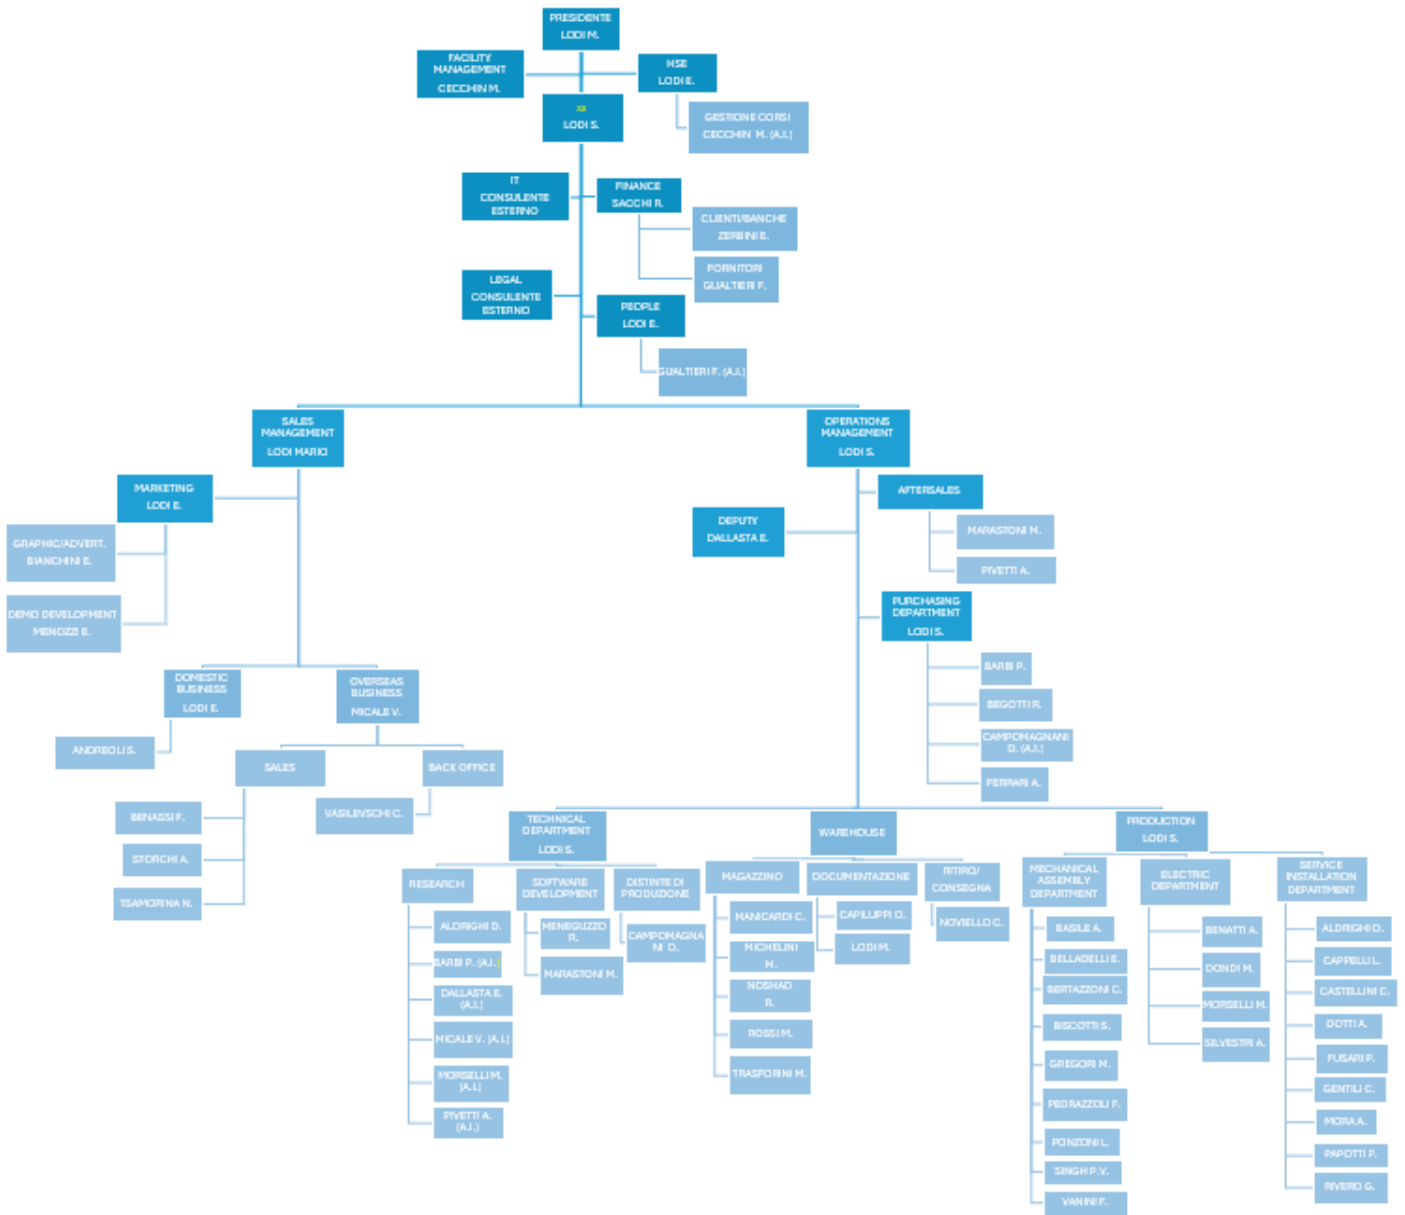 PRESIDENTE
LODI M.
FACILITY
MANAGEMENT
CECCHIN M.
HSE
LODI E.
LODI S.
GESTIONE CORSI
CECCHIN M. (A.I.)
IT
CONSULENTE
ESTERNO
FINANCE
SACCHI R.
CLIENTI/BANCHE
ZERBINI E.
FORNITORI
GUALTIERI F.
LEGAL
CONSULENTE
ESTERNO
PEOPLE
LODI E.
GUALTIERI F. (A.I.)
SALES
MANAGEMENT
LODI MARIO
OPERATIONS
MANAGEMENT
LODI S.
MARKETING
LODI E.
GRAPHIC/ADVERT.
BIANCHINI E.
DEMO DEVELOPMENT
MENOZZI E.
DEPUTY
DALLASTA E.
AFTERSALES
MARASTONI M.
PIVETTI A.
PURCHASING
DEPARTMENT
LODI S.
BARBI P.
BEGOTTI R.
CAMPOMAGNANI
D. (A.I.)
FERRARI A.
DOMESTIC
BUSINESS
LODI E.
OVERSEAS
BUSINESS
MICALE V.
ANDREOLI S.
SALES
BACK OFFICE
BENASSI F.
STORCHI A.
TSAMORINA N.
VASILEVSCHI C.
TECHNICAL
DEPARTMENT
LODI S.
WAREHOUSE
PRODUCTION
LODI S.
RESEARCH
ALDRIGHI D.
BARBI P. (A.I.)
DALLASTA E.
(A.I.)
MICALE V. (A.I.)
MORSELLI M.
(A.I.)
PIVETTI A.
(A.I.)
SOFTWARE
DEVELOPMENT
MENEGUZZO
R.
MARASTONI M.
DISTINTE DI
PRODUZIONE
CAMPOMAGNA
NI D.
MAGAZZINO
MANICARDI C.
MICHELINI
M.
NOSHAD
R.
ROSSI M.
TRASFORINI M.
DOCUMENTAZIONE
CAPILUPPI D.
LODI M.
RITIRO/
CONSEGNA
NOVIELLO C.
MECHANICAL
ASSEMBLY
DEPARTMENT
BASILE A.
BELLADELLI E.
BERTAZZONI C.
BISCOTTI S.
GREGORI M.
PEDRAZZOLI F.
PONZONI L.
SINGH P.V.
VANINI F.
ELECTRIC
DEPARTMENT
BENATTI A.
DONDI M.
MORSELLI M.
SILVESTRI A.
SERVICE
INSTALLATION
DEPARTMENT
ALDRIGHI D.
CAPPELLI L.
CASTELLINI C.
DOTTI A.
FUSARI P.
GENTILI C.
MORA A.
PAPOTTI P.
RIVERO G.